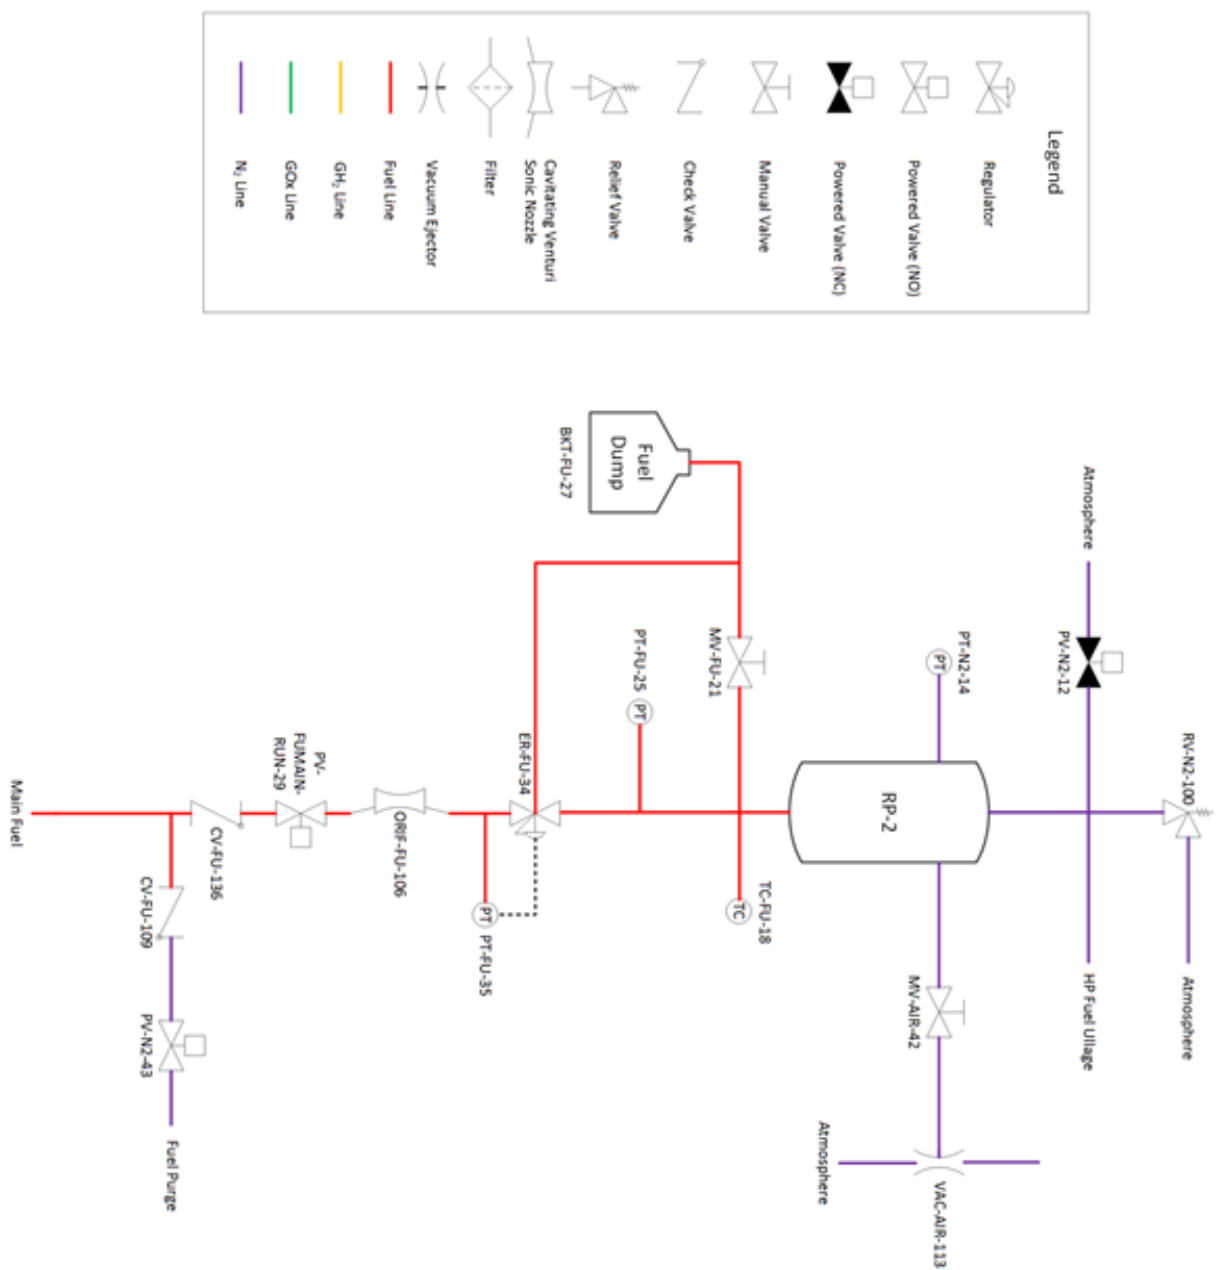 Legend
Regulator
Powered Valve (NO)
Powered Valve (NC)
Manual Valve
Check Valve
Relief Valve
Cavitating Venturi
Sonic Nozzle
Filter
Vacuum Ejector
Fuel Line
GH₂ Line
GOx Line
N₂ Line
RV-N2-100
Atmosphere
Atmosphere
PV-N2-12
HP Fuel Ullage
PT-N2-14
PT
RP-2
MV-AIR-42
VAC-AIR-113
Atmosphere
MV-FU-21
TC-FU-18
TC
Fuel
Dump
BKT-FU-27
PT-FU-25
PT
ER-FU-34
PT
PT-FU-35
ORIF-FU-106
PV-
FUMAIN-
RUN-29
CV-FU-136
CV-FU-109
PV-N2-43
Fuel Purge
Main Fuel